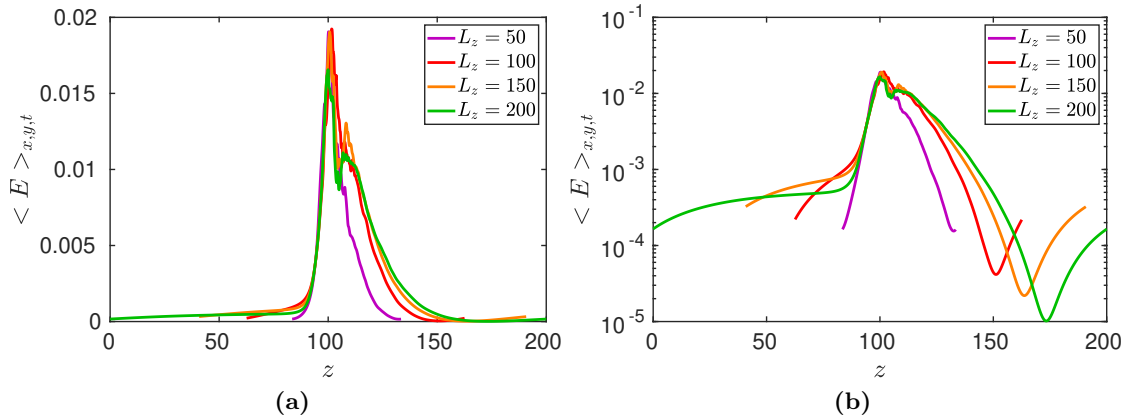 0.02
0.015
0.01
0.005
0
< E >x,y,t
0 50 100 150 200
z
L_z = 50
L_z = 100
L_z = 150
L_z = 200
(a)
10^-1
10^-2
10^-3
10^-4
10^-5
< E >x,y,t
0 50 100 150 200
z
L_z = 50
L_z = 100
L_z = 150
L_z = 200
(b)